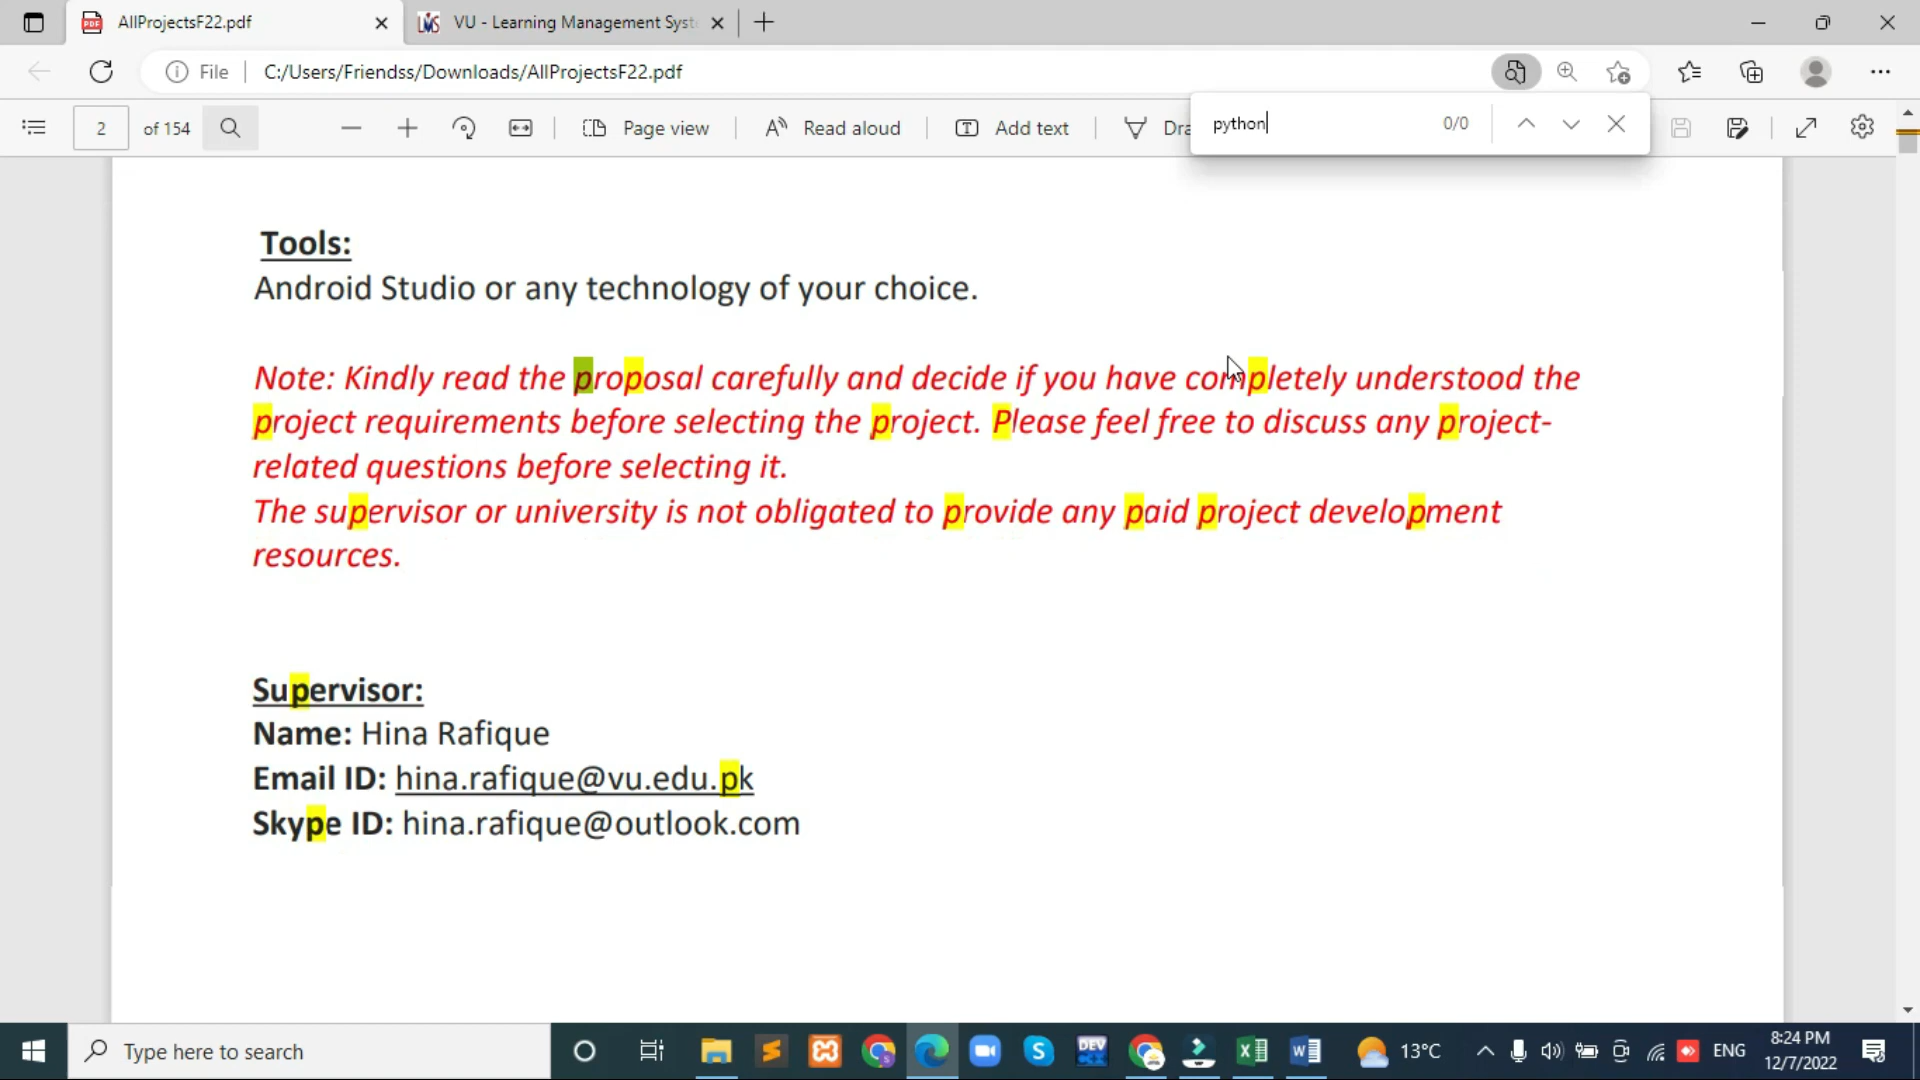 AllProjectsF22.pdf
VU - Learning Management Syst
File
C:/Users/Friendss/Downloads/AllProjectsF22.pdf
2 of 154
Page view
Read aloud
Add text
Dra
python 0/0
Tools:
Android Studio or any technology of your choice.
Note: Kindly read the proposal carefully and decide if you have completely understood the
project requirements before selecting the project. Please feel free to discuss any project-
related questions before selecting it.
The supervisor or university is not obligated to provide any paid project development
resources.
Supervisor:
Name: Hina Rafique
Email ID: hina.rafique@vu.edu.pk
Skype ID: hina.rafique@outlook.com
Type here to search
DEV
13°C
ENG
8:24 PM
12/7/2022